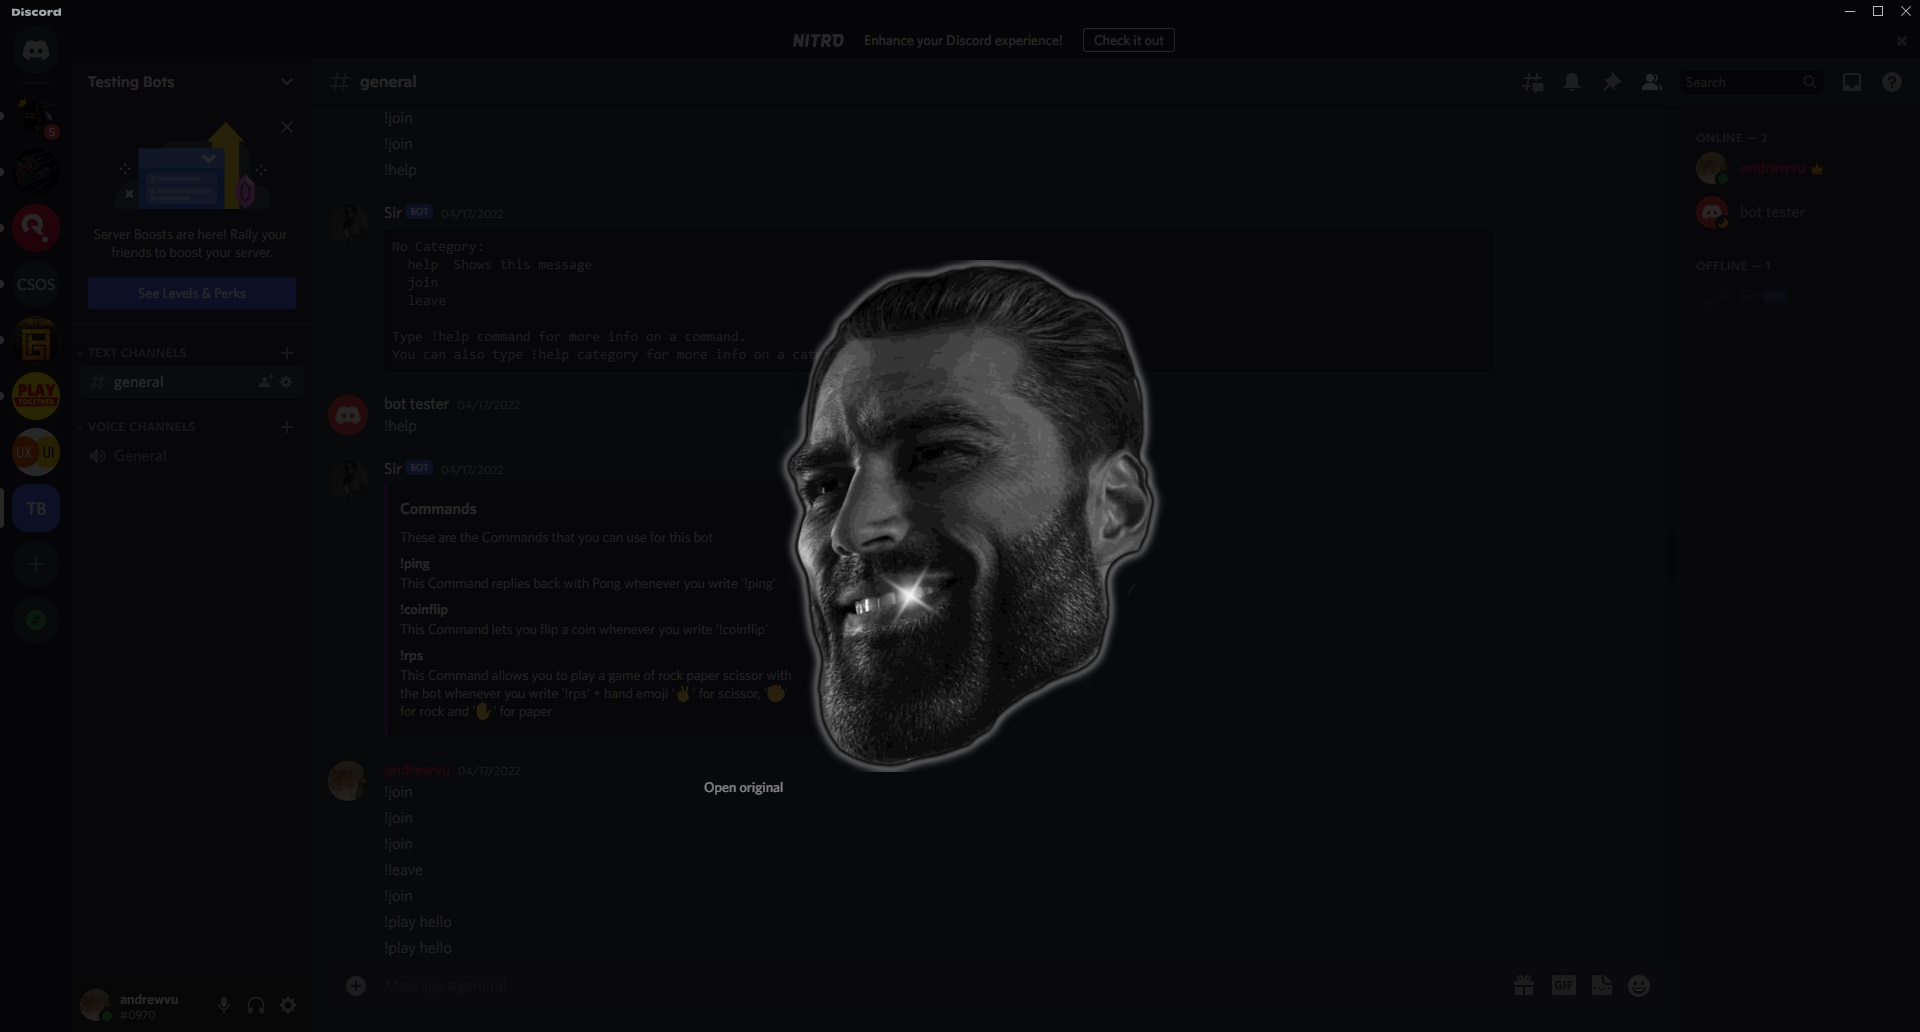 Discord
NITRO Enhance your Discord experience! Check it out
Testing Bots
# general
Search
5
Server Boosts are here! Rally your
friends to boost your server.
See Levels & Perks
CSOS
PLAY
TOGETHER
UX UI
TB
TEXT CHANNELS
# general
VOICE CHANNELS
General
andrewvu
#0970
!join
!join
!help
Sir BOT 04/17/2022
No Category:
help Shows this message
join
leave
Type !help command for more info on a command.
You can also type !help category for more info on a cat
bot tester 04/17/2022
!help
Sir BOT 04/17/2022
Commands
These are the Commands that you can use for this bot
!ping
This Command replies back with Pong whenever you write '!ping'
!coinflip
This Command lets you flip a coin whenever you write '!coinflip'
!rps
This Command allows you to play a game of rock paper scissor with
the bot whenever you write '!rps' + hand emoji '✌' for scissor, '✊'
for rock and '✋' for paper
andrewvu 04/17/2022
!join
!join
!join
!leave
!join
!play hello
!play hello
Open original
Message #general
GIF
ONLINE — 2
andrewvu
bot tester
OFFLINE — 1
Sir BOT